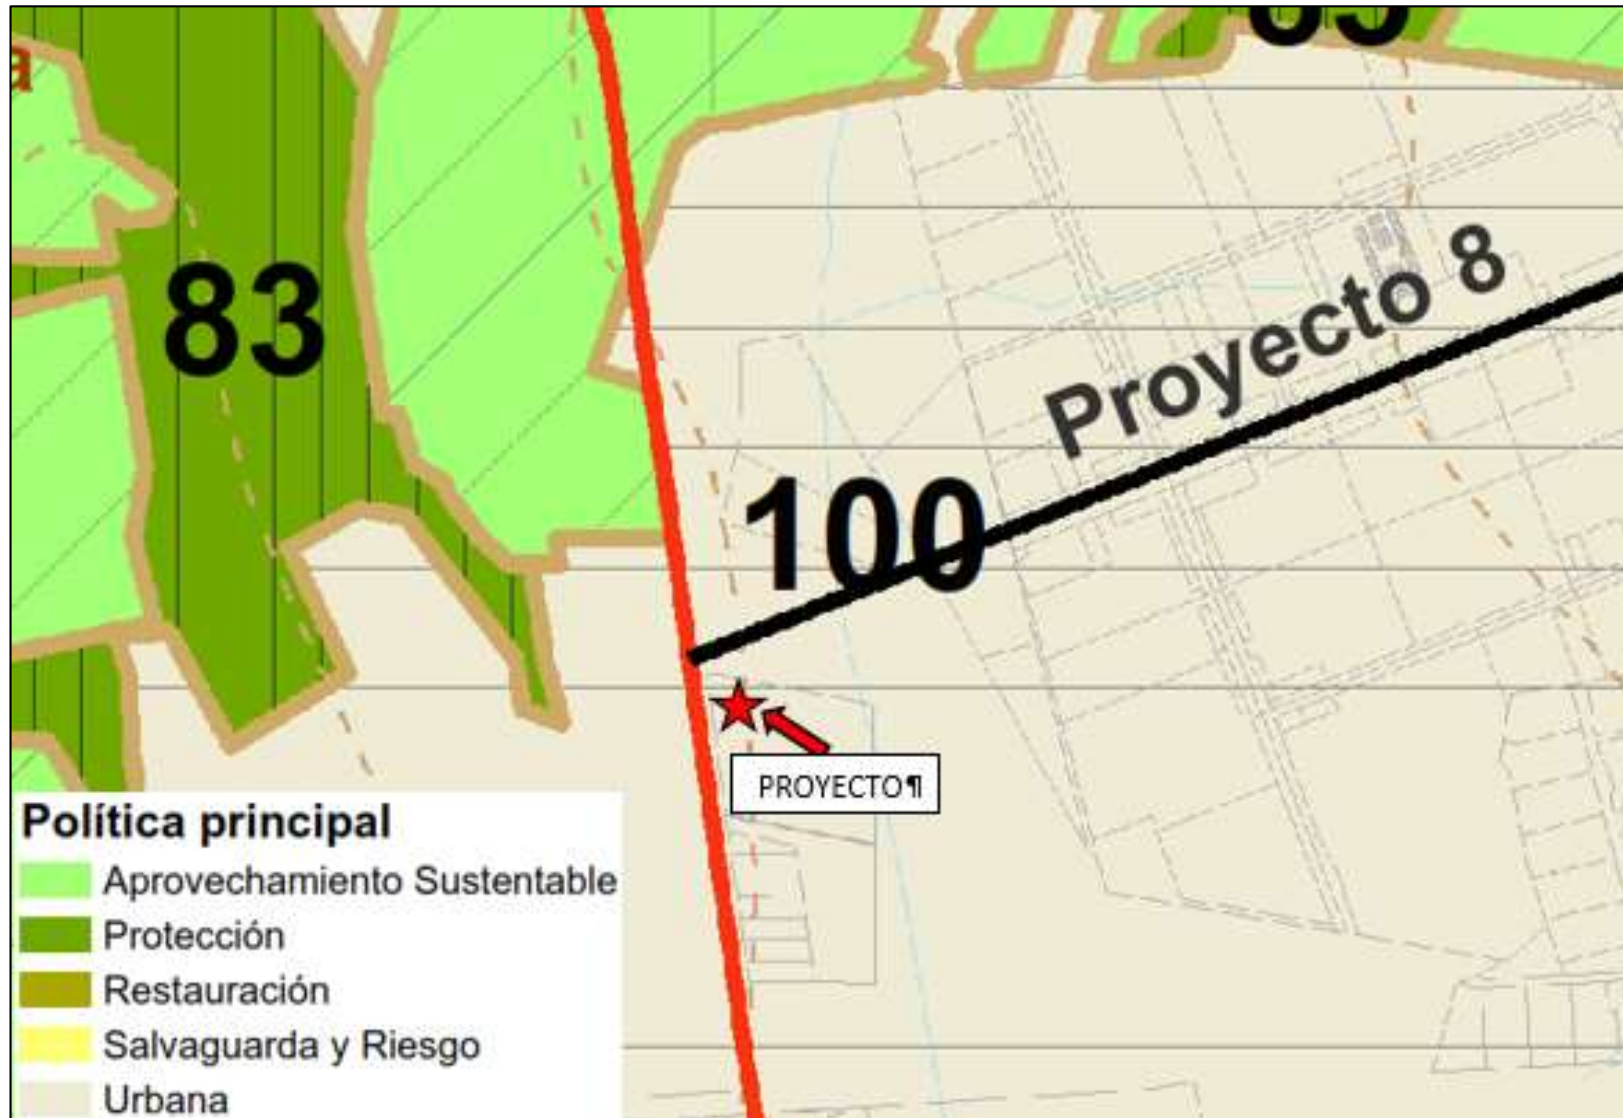 a
83
Proyecto 8
100
PROYECTO¶
Política principal
Aprovechamiento Sustentable
Protección
Restauración
Salvaguarda y Riesgo
Urbana